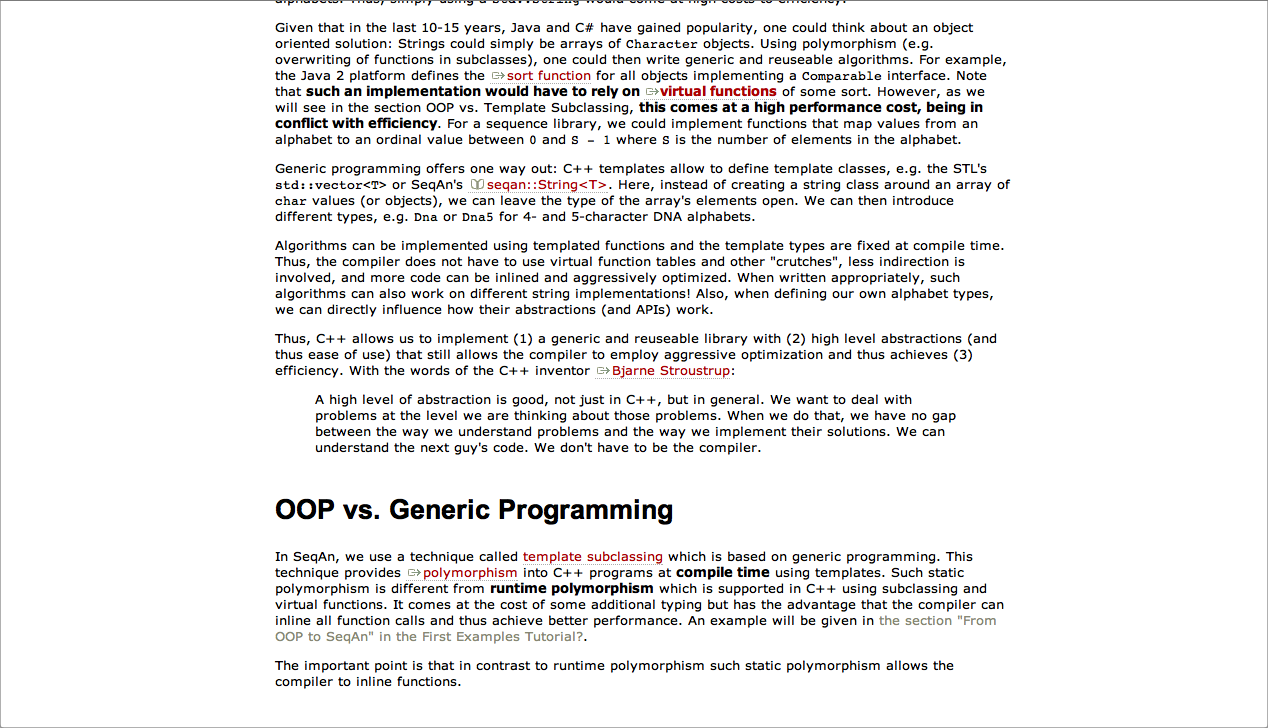 alphabets. Thus, simply using a std::string would come at high costs to efficiency.
Given that in the last 10-15 years, Java and C# have gained popularity, one could think about an object
oriented solution: Strings could simply be arrays of Character objects. Using polymorphism (e.g.
overwriting of functions in subclasses), one could then write generic and reuseable algorithms. For example,
the Java 2 platform defines the sort function for all objects implementing a Comparable interface. Note
that such an implementation would have to rely on virtual functions of some sort. However, as we
will see in the section OOP vs. Template Subclassing, this comes at a high performance cost, being in
conflict with efficiency. For a sequence library, we could implement functions that map values from an
alphabet to an ordinal value between 0 and S - 1 where S is the number of elements in the alphabet.
Generic programming offers one way out: C++ templates allow to define template classes, e.g. the STL's
std::vector<T> or SeqAn's seqan::String<T>. Here, instead of creating a string class around an array of
char values (or objects), we can leave the type of the array's elements open. We can then introduce
different types, e.g. Dna or Dna5 for 4- and 5-character DNA alphabets.
Algorithms can be implemented using templated functions and the template types are fixed at compile time.
Thus, the compiler does not have to use virtual function tables and other "crutches", less indirection is
involved, and more code can be inlined and aggressively optimized. When written appropriately, such
algorithms can also work on different string implementations! Also, when defining our own alphabet types,
we can directly influence how their abstractions (and APIs) work.
Thus, C++ allows us to implement (1) a generic and reuseable library with (2) high level abstractions (and
thus ease of use) that still allows the compiler to employ aggressive optimization and thus achieves (3)
efficiency. With the words of the C++ inventor Bjarne Stroustrup:
A high level of abstraction is good, not just in C++, but in general. We want to deal with
problems at the level we are thinking about those problems. When we do that, we have no gap
between the way we understand problems and the way we implement their solutions. We can
understand the next guy's code. We don't have to be the compiler.
OOP vs. Generic Programming
In SeqAn, we use a technique called template subclassing which is based on generic programming. This
technique provides polymorphism into C++ programs at compile time using templates. Such static
polymorphism is different from runtime polymorphism which is supported in C++ using subclassing and
virtual functions. It comes at the cost of some additional typing but has the advantage that the compiler can
inline all function calls and thus achieve better performance. An example will be given in the section "From
OOP to SeqAn" in the First Examples Tutorial?.
The important point is that in contrast to runtime polymorphism such static polymorphism allows the
compiler to inline functions.